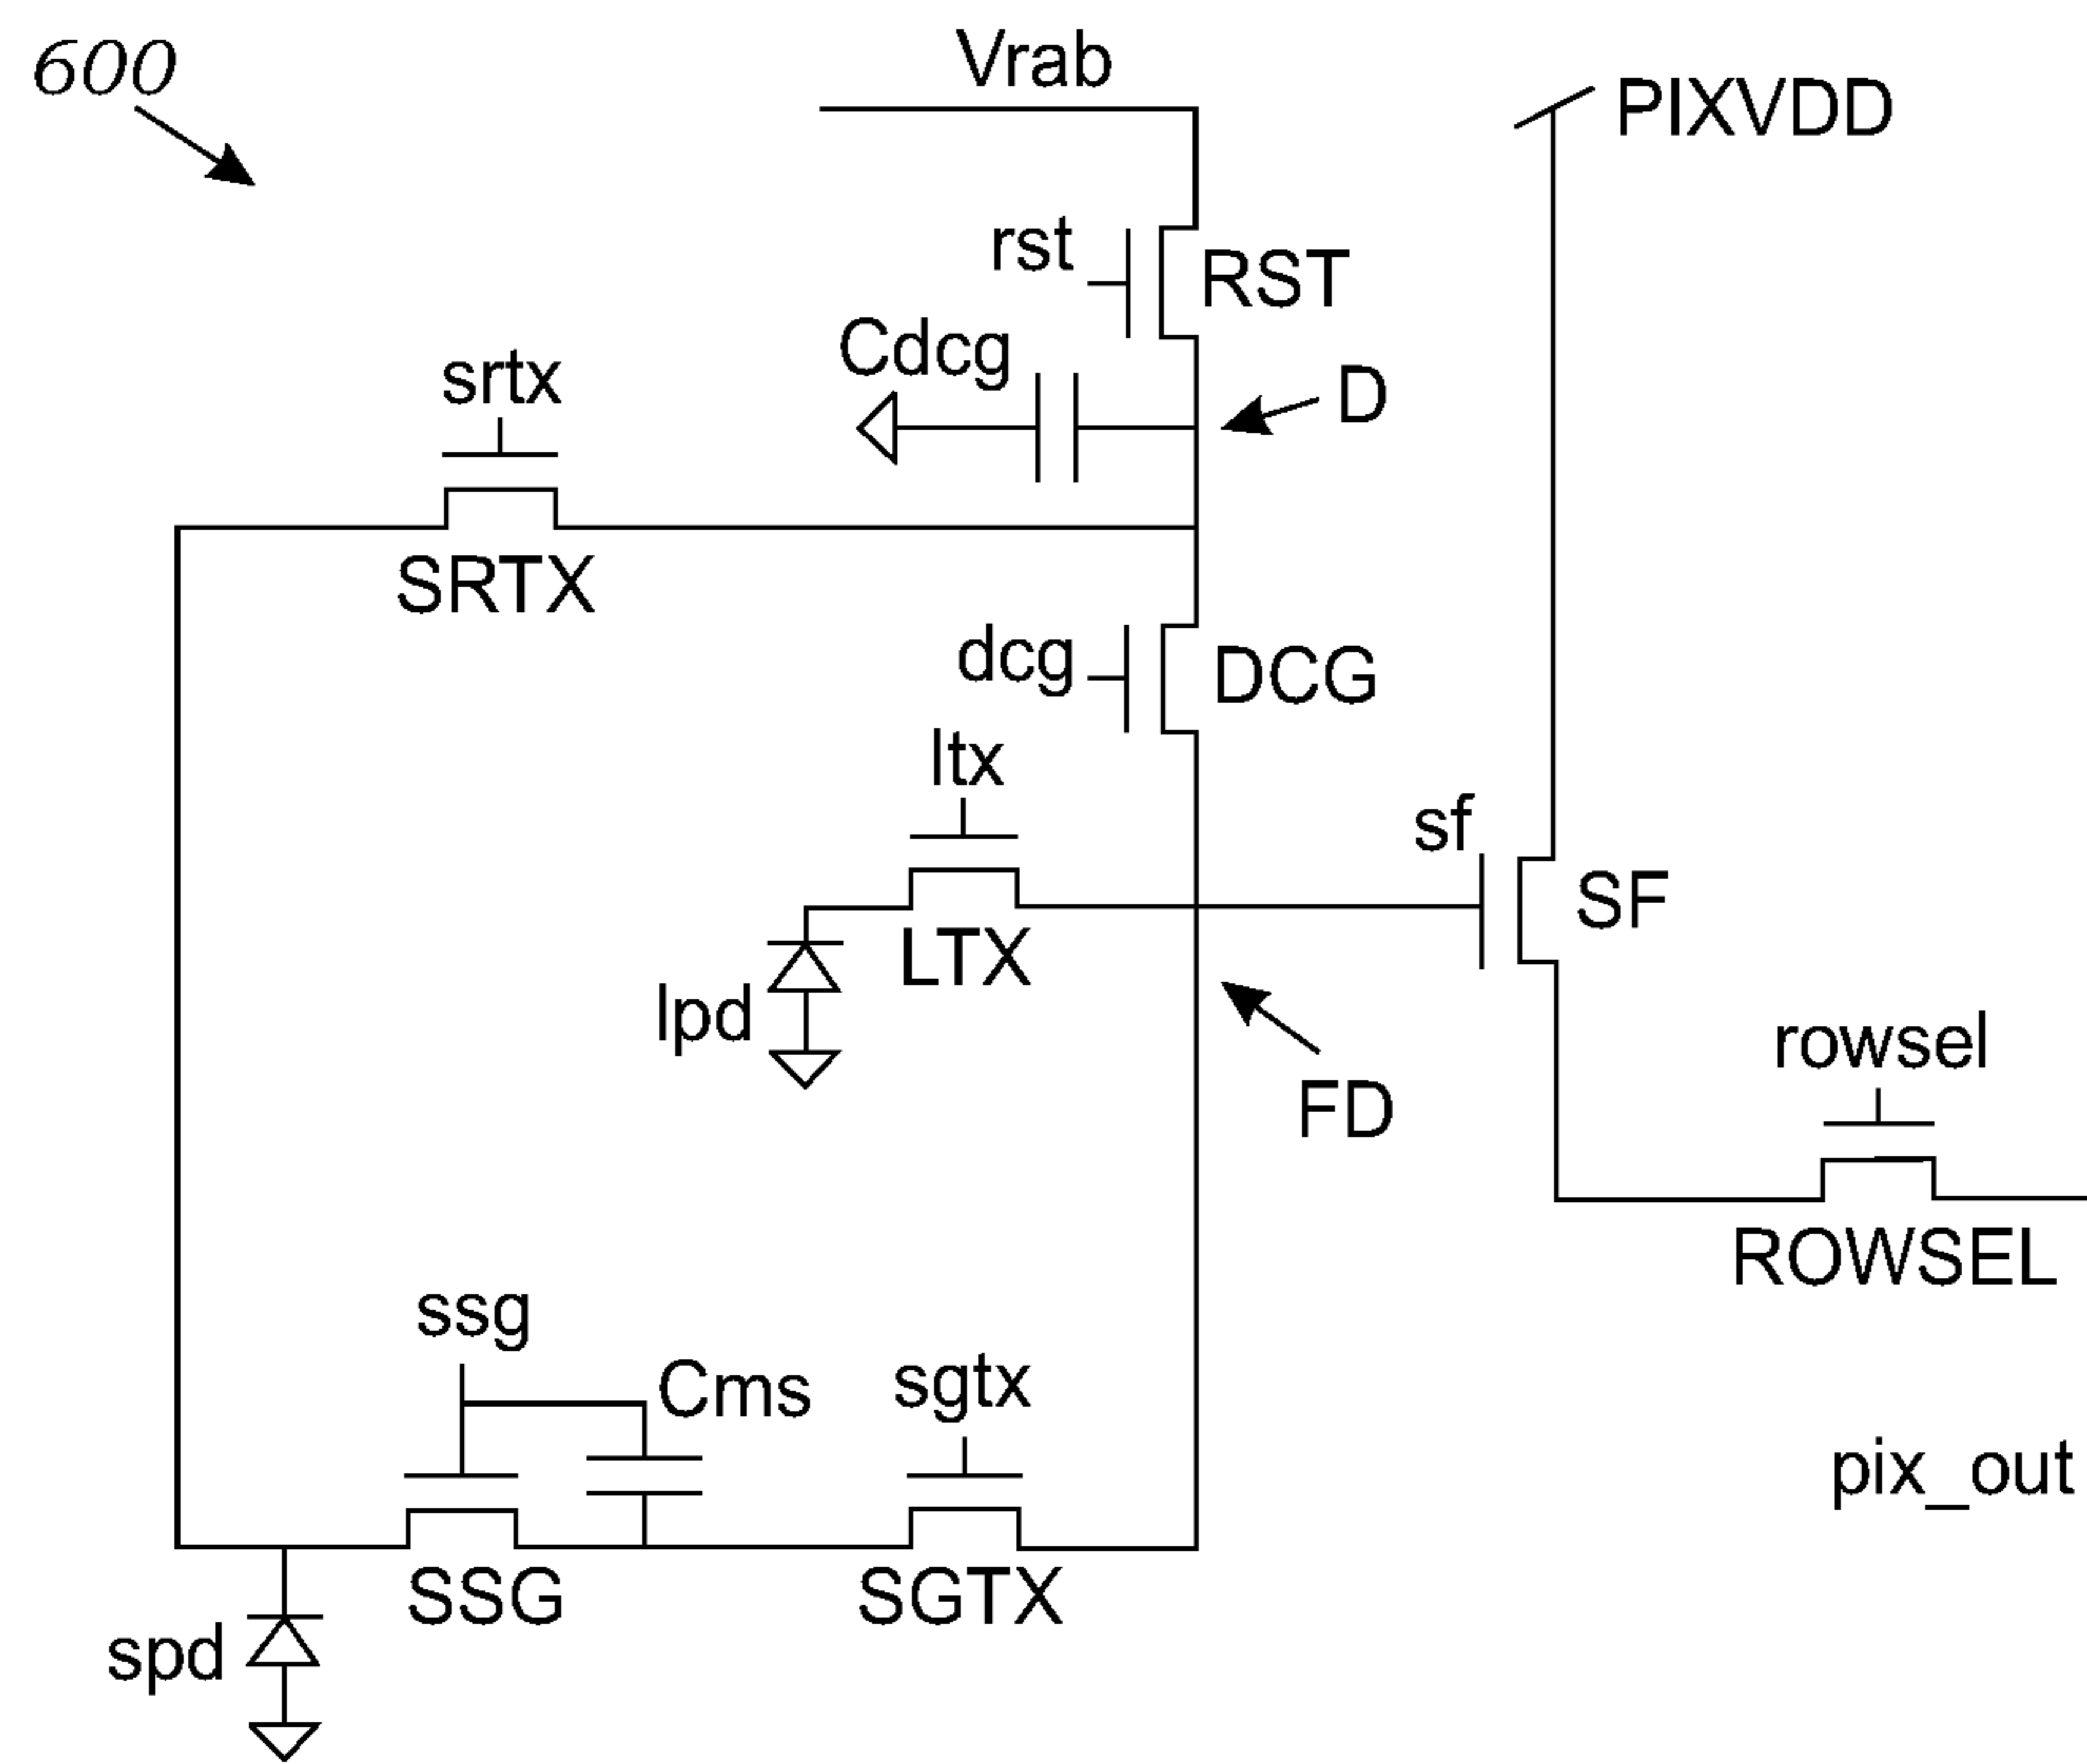 600
Vrab
PIXVDD
rst
RST
Cdcg
D
srtx
SRTX
dcg
DCG
ltx
LTX
sf
SF
lpd
FD
rowsel
ROWSEL
ssg
Cms
sgtx
pix_out
SSG
SGTX
spd